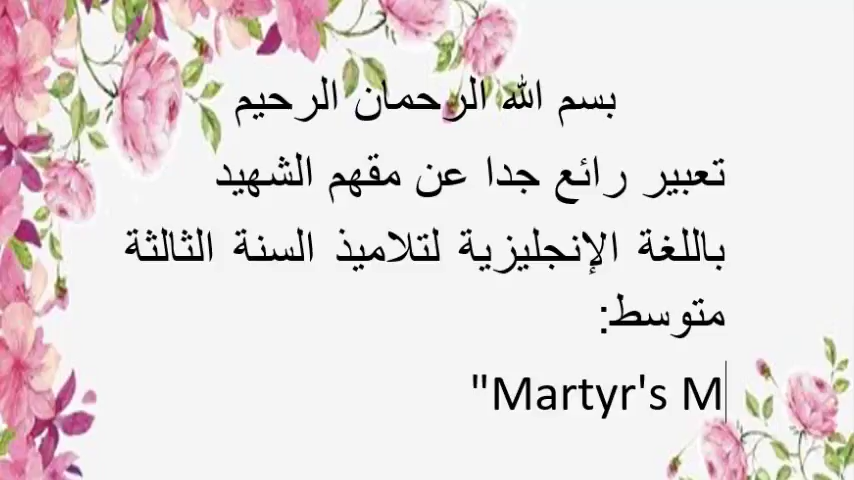 بسم الله الرحمان الرحيم
تعبير رائع جدا عن مقهم الشهيد
باللغة الإنجليزية لتلاميذ السنة الثالثة
متوسط:
"Martyr's M